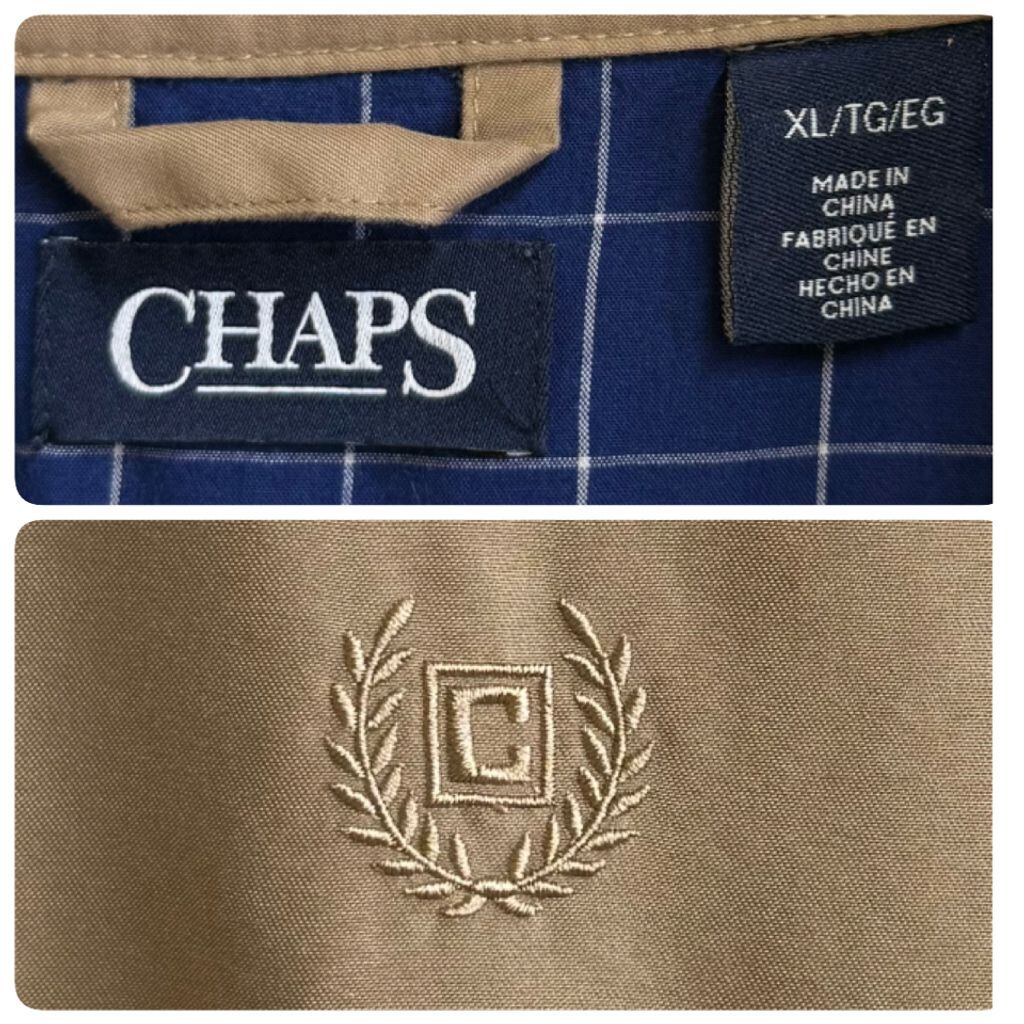 CHAPS
XL/TG/EG
MADE IN
CHINA
FABRIQUÉ EN
CHINE
HECHO EN
CHINA
C